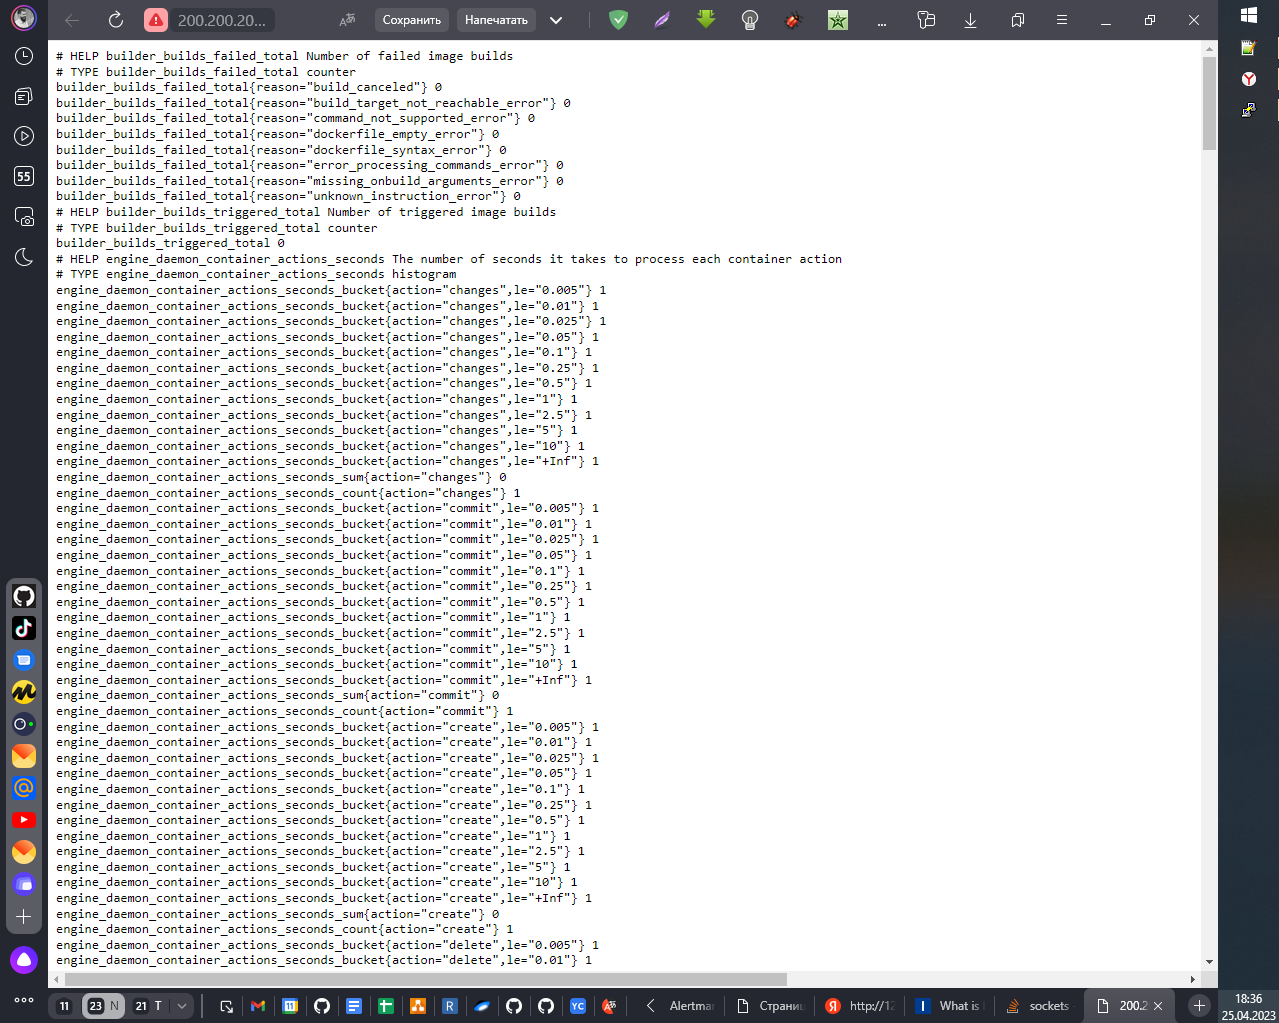 200.200.20...
Сохранить
Напечатать
...
# HELP builder_builds_failed_total Number of failed image builds
# TYPE builder_builds_failed_total counter
builder_builds_failed_total{reason="build_canceled"} 0
builder_builds_failed_total{reason="build_target_not_reachable_error"} 0
builder_builds_failed_total{reason="command_not_supported_error"} 0
builder_builds_failed_total{reason="dockerfile_empty_error"} 0
builder_builds_failed_total{reason="dockerfile_syntax_error"} 0
builder_builds_failed_total{reason="error_processing_commands_error"} 0
builder_builds_failed_total{reason="missing_onbuild_arguments_error"} 0
builder_builds_failed_total{reason="unknown_instruction_error"} 0
# HELP builder_builds_triggered_total Number of triggered image builds
# TYPE builder_builds_triggered_total counter
builder_builds_triggered_total 0
# HELP engine_daemon_container_actions_seconds The number of seconds it takes to process each container action
# TYPE engine_daemon_container_actions_seconds histogram
engine_daemon_container_actions_seconds_bucket{action="changes",le="0.005"} 1
engine_daemon_container_actions_seconds_bucket{action="changes",le="0.01"} 1
engine_daemon_container_actions_seconds_bucket{action="changes",le="0.025"} 1
engine_daemon_container_actions_seconds_bucket{action="changes",le="0.05"} 1
engine_daemon_container_actions_seconds_bucket{action="changes",le="0.1"} 1
engine_daemon_container_actions_seconds_bucket{action="changes",le="0.25"} 1
engine_daemon_container_actions_seconds_bucket{action="changes",le="0.5"} 1
engine_daemon_container_actions_seconds_bucket{action="changes",le="1"} 1
engine_daemon_container_actions_seconds_bucket{action="changes",le="2.5"} 1
engine_daemon_container_actions_seconds_bucket{action="changes",le="5"} 1
engine_daemon_container_actions_seconds_bucket{action="changes",le="10"} 1
engine_daemon_container_actions_seconds_bucket{action="changes",le="+Inf"} 1
engine_daemon_container_actions_seconds_sum{action="changes"} 0
engine_daemon_container_actions_seconds_count{action="changes"} 1
engine_daemon_container_actions_seconds_bucket{action="commit",le="0.005"} 1
engine_daemon_container_actions_seconds_bucket{action="commit",le="0.01"} 1
engine_daemon_container_actions_seconds_bucket{action="commit",le="0.025"} 1
engine_daemon_container_actions_seconds_bucket{action="commit",le="0.05"} 1
engine_daemon_container_actions_seconds_bucket{action="commit",le="0.1"} 1
engine_daemon_container_actions_seconds_bucket{action="commit",le="0.25"} 1
engine_daemon_container_actions_seconds_bucket{action="commit",le="0.5"} 1
engine_daemon_container_actions_seconds_bucket{action="commit",le="1"} 1
engine_daemon_container_actions_seconds_bucket{action="commit",le="2.5"} 1
engine_daemon_container_actions_seconds_bucket{action="commit",le="5"} 1
engine_daemon_container_actions_seconds_bucket{action="commit",le="10"} 1
engine_daemon_container_actions_seconds_bucket{action="commit",le="+Inf"} 1
engine_daemon_container_actions_seconds_sum{action="commit"} 0
engine_daemon_container_actions_seconds_count{action="commit"} 1
engine_daemon_container_actions_seconds_bucket{action="create",le="0.005"} 1
engine_daemon_container_actions_seconds_bucket{action="create",le="0.01"} 1
engine_daemon_container_actions_seconds_bucket{action="create",le="0.025"} 1
engine_daemon_container_actions_seconds_bucket{action="create",le="0.05"} 1
engine_daemon_container_actions_seconds_bucket{action="create",le="0.1"} 1
engine_daemon_container_actions_seconds_bucket{action="create",le="0.25"} 1
engine_daemon_container_actions_seconds_bucket{action="create",le="0.5"} 1
engine_daemon_container_actions_seconds_bucket{action="create",le="1"} 1
engine_daemon_container_actions_seconds_bucket{action="create",le="2.5"} 1
engine_daemon_container_actions_seconds_bucket{action="create",le="5"} 1
engine_daemon_container_actions_seconds_bucket{action="create",le="10"} 1
engine_daemon_container_actions_seconds_bucket{action="create",le="+Inf"} 1
engine_daemon_container_actions_seconds_sum{action="create"} 0
engine_daemon_container_actions_seconds_count{action="create"} 1
engine_daemon_container_actions_seconds_bucket{action="delete",le="0.005"} 1
engine_daemon_container_actions_seconds_bucket{action="delete",le="0.01"} 1
55
11
23 N
21 T
Alertmar
Страниц
http://12
What is
sockets
200.2
18:36
25.04.2023